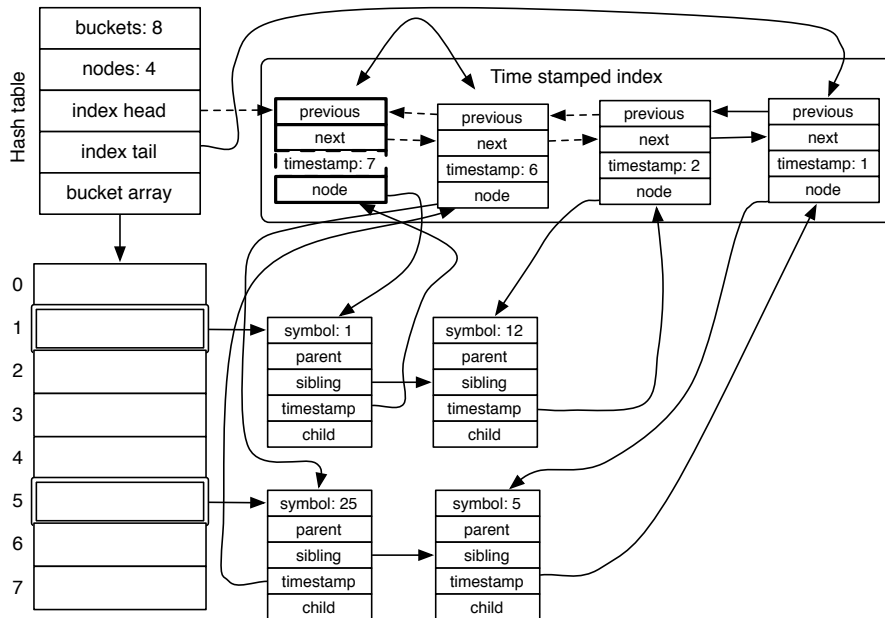 Hash table
buckets: 8
nodes: 4
index head
index tail
bucket array
Time stamped index
previous
next
timestamp: 7
node
previous
next
timestamp: 6
node
previous
next
timestamp: 2
node
previous
next
timestamp: 1
node
0
1
2
3
4
5
6
7
symbol: 1
parent
sibling
timestamp
child
symbol: 12
parent
sibling
timestamp
child
symbol: 25
parent
sibling
timestamp
child
symbol: 5
parent
sibling
timestamp
child